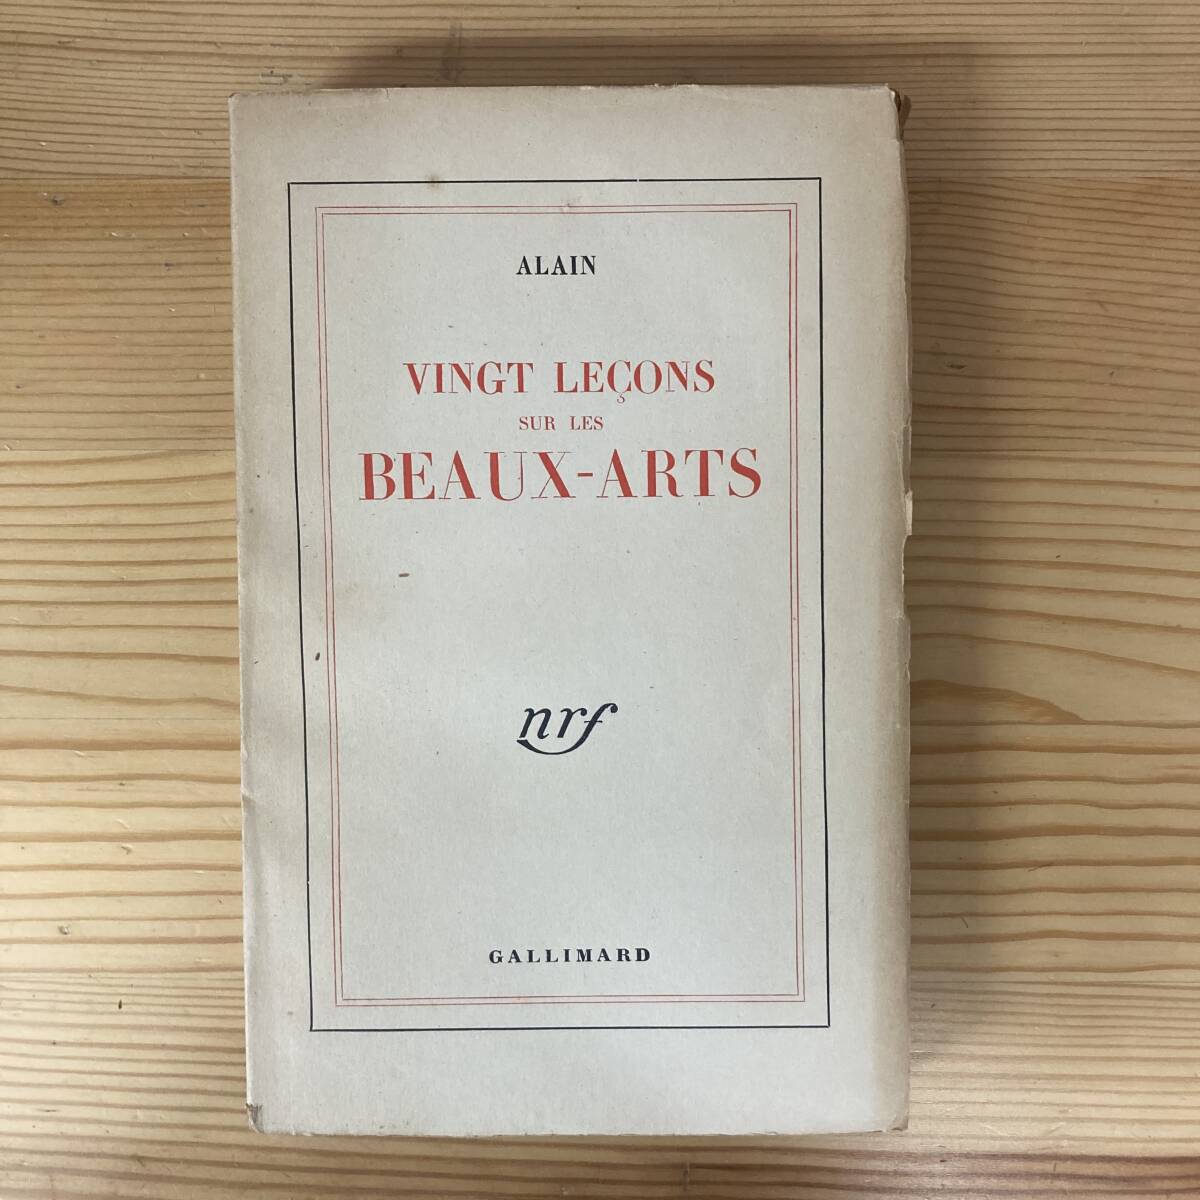 ALAIN
VINGT LEÇONS
SUR LES
BEAUX-ARTS
nrf
GALLIMARD